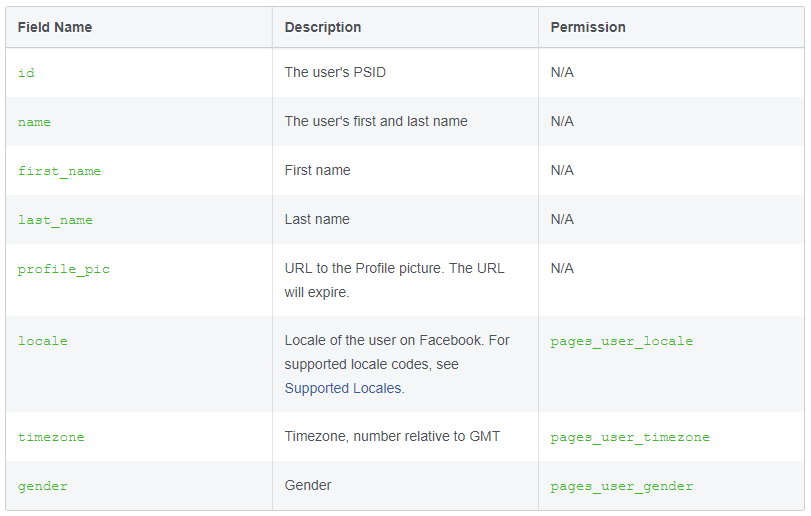 Field Name Description Permission
id The user's PSID N/A
name The user's first and last name N/A
first_name First name N/A
last_name Last name N/A
profile_pic URL to the Profile picture. The URL N/A
will expire.
locale Locale of the user on Facebook. For pages_user_locale
supported locale codes, see
Supported Locales.
timezone Timezone, number relative to GMT pages_user_timezone
gender Gender pages_user_gender